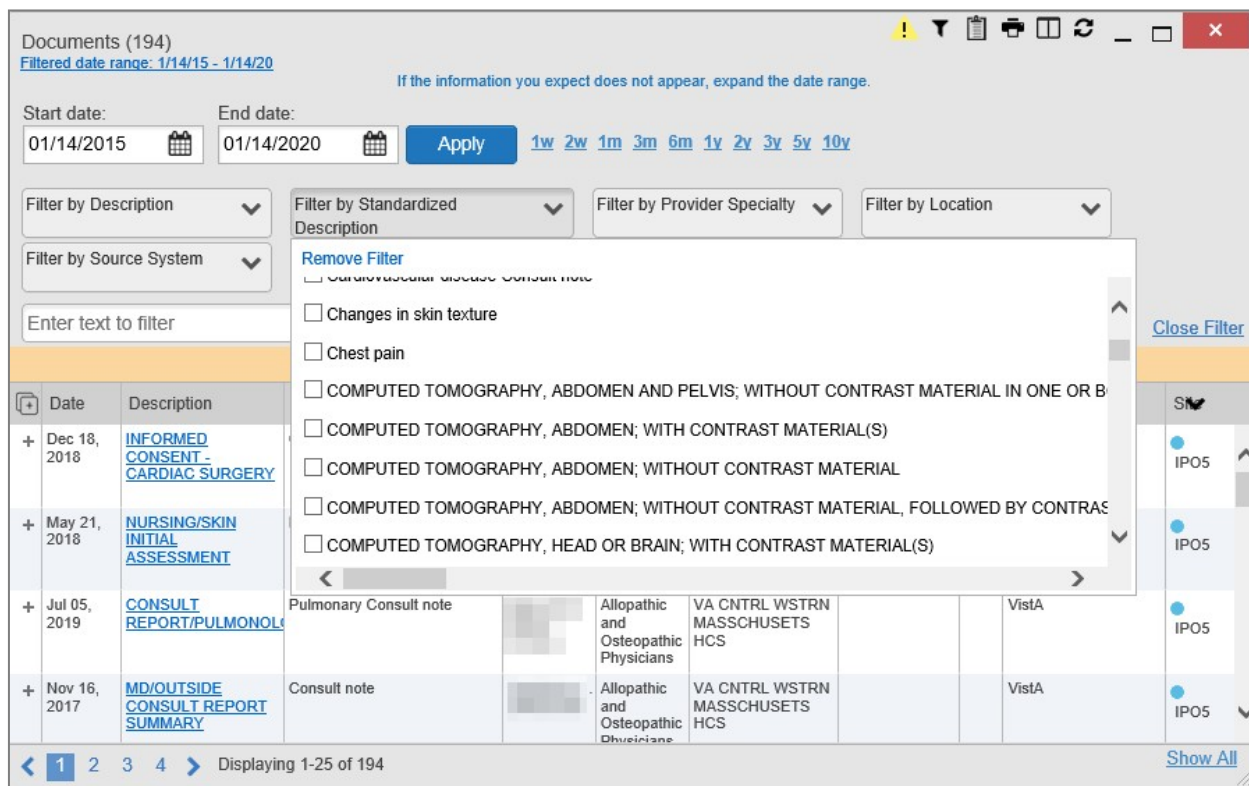 Documents (194)
Filtered date range: 1/14/15 - 1/14/20
If the information you expect does not appear, expand the date range.
Start date:
End date:
01/14/2015
01/14/2020
Apply
1w 2w 1m 3m 6m 1y 2y 3y 5y 10y
Filter by Description
Filter by Standardized
Description
Filter by Provider Specialty
Filter by Location
Filter by Source System
Remove Filter
Cardiovascular disease Consult note
Changes in skin texture
Chest pain
COMPUTED TOMOGRAPHY, ABDOMEN AND PELVIS; WITHOUT CONTRAST MATERIAL IN ONE OR
COMPUTED TOMOGRAPHY, ABDOMEN; WITH CONTRAST MATERIAL(S)
COMPUTED TOMOGRAPHY, ABDOMEN; WITHOUT CONTRAST MATERIAL
COMPUTED TOMOGRAPHY, ABDOMEN; WITHOUT CONTRAST MATERIAL, FOLLOWED BY CONTRAS
COMPUTED TOMOGRAPHY, HEAD OR BRAIN; WITH CONTRAST MATERIAL(S)
Enter text to filter
Close Filter
Date
Description
Dec 18,
2018
INFORMED
CONSENT -
CARDIAC SURGERY
IPO5
May 21,
2018
NURSING/SKIN
INITIAL
ASSESSMENT
IPO5
Jul 05,
2019
CONSULT
REPORT/PULMONOLO
Pulmonary Consult note
Allopathic
and
Osteopathic
Physicians
VA CNTRL WSTRN
MASSCHUSETS
HCS
VistA
IPO5
Nov 16,
2017
MD/OUTSIDE
CONSULT REPORT
SUMMARY
Consult note
Allopathic
and
Osteopathic
Physicians
VA CNTRL WSTRN
MASSCHUSETS
HCS
VistA
IPO5
1 2 3 4
Displaying 1-25 of 194
Show All